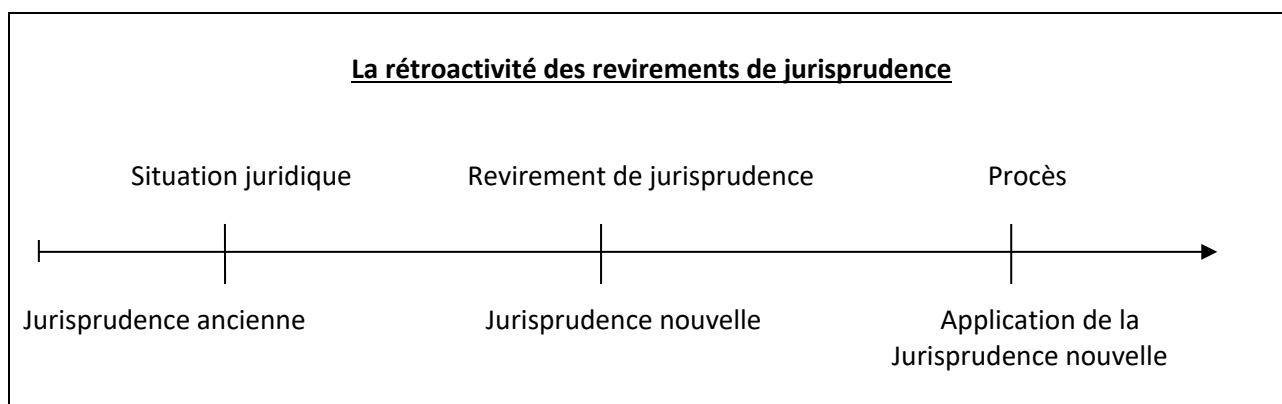 La rétroactivité des revirements de jurisprudence
Situation juridique
Revirement de jurisprudence
Procès
Jurisprudence ancienne
Jurisprudence nouvelle
Application de la
Jurisprudence nouvelle